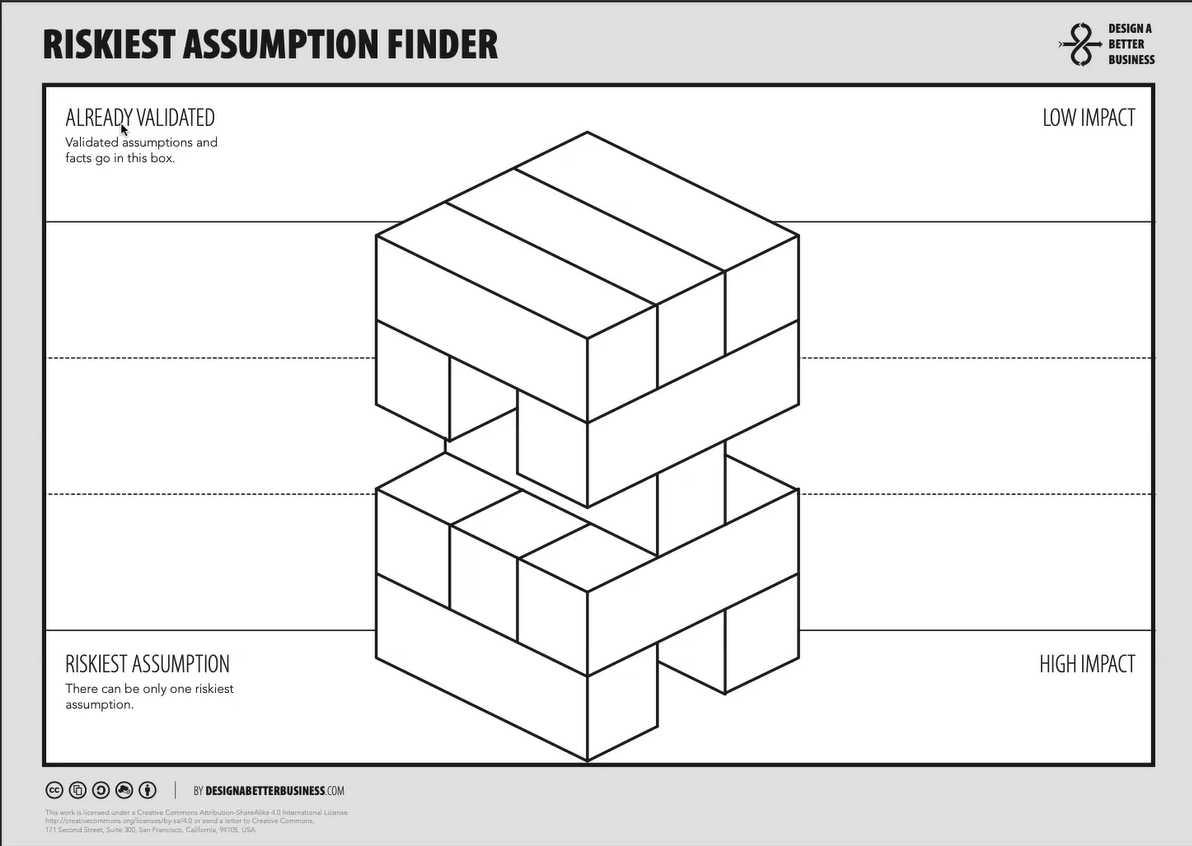 RISKIEST ASSUMPTION FINDER
DESIGN A
BETTER
BUSINESS
ALREADY VALIDATED
Validated assumptions and
facts go in this box.
LOW IMPACT
RISKIEST ASSUMPTION
There can be only one riskiest
assumption.
HIGH IMPACT
cc
BY DESIGNABETTERBUSINESS.COM
This work is licensed under a Creative Commons Attribution-ShareAlike 4.0 International License.
http://creativecommons.org/licenses/by-sa/4.0 or send a letter to Creative Commons,
171 Second Street, Suite 300, San Francisco, California, 94105, USA.